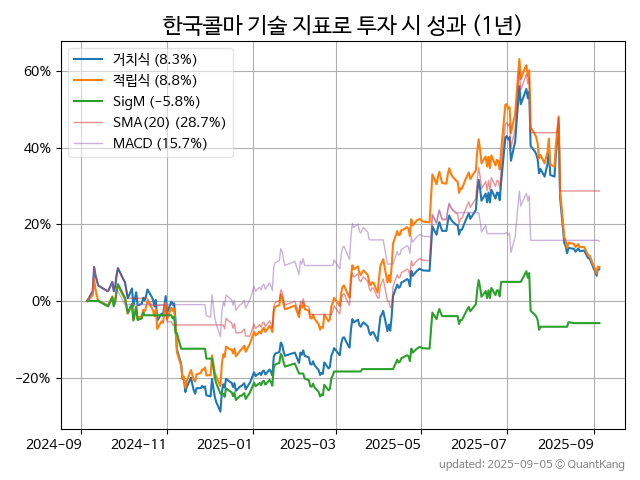 한국콜마 기술 지표로 투자 시 성과 (1년)
거치식 (8.3%)
적립식 (8.8%)
SigM (−5.8%)
SMA(20) (28.7%)
MACD (15.7%)
60%
40%
20%
0%
−20%
2024-09 2024-11 2025-01 2025-03 2025-05 2025-07 2025-09
updated: 2025-09-05 © QuantKang